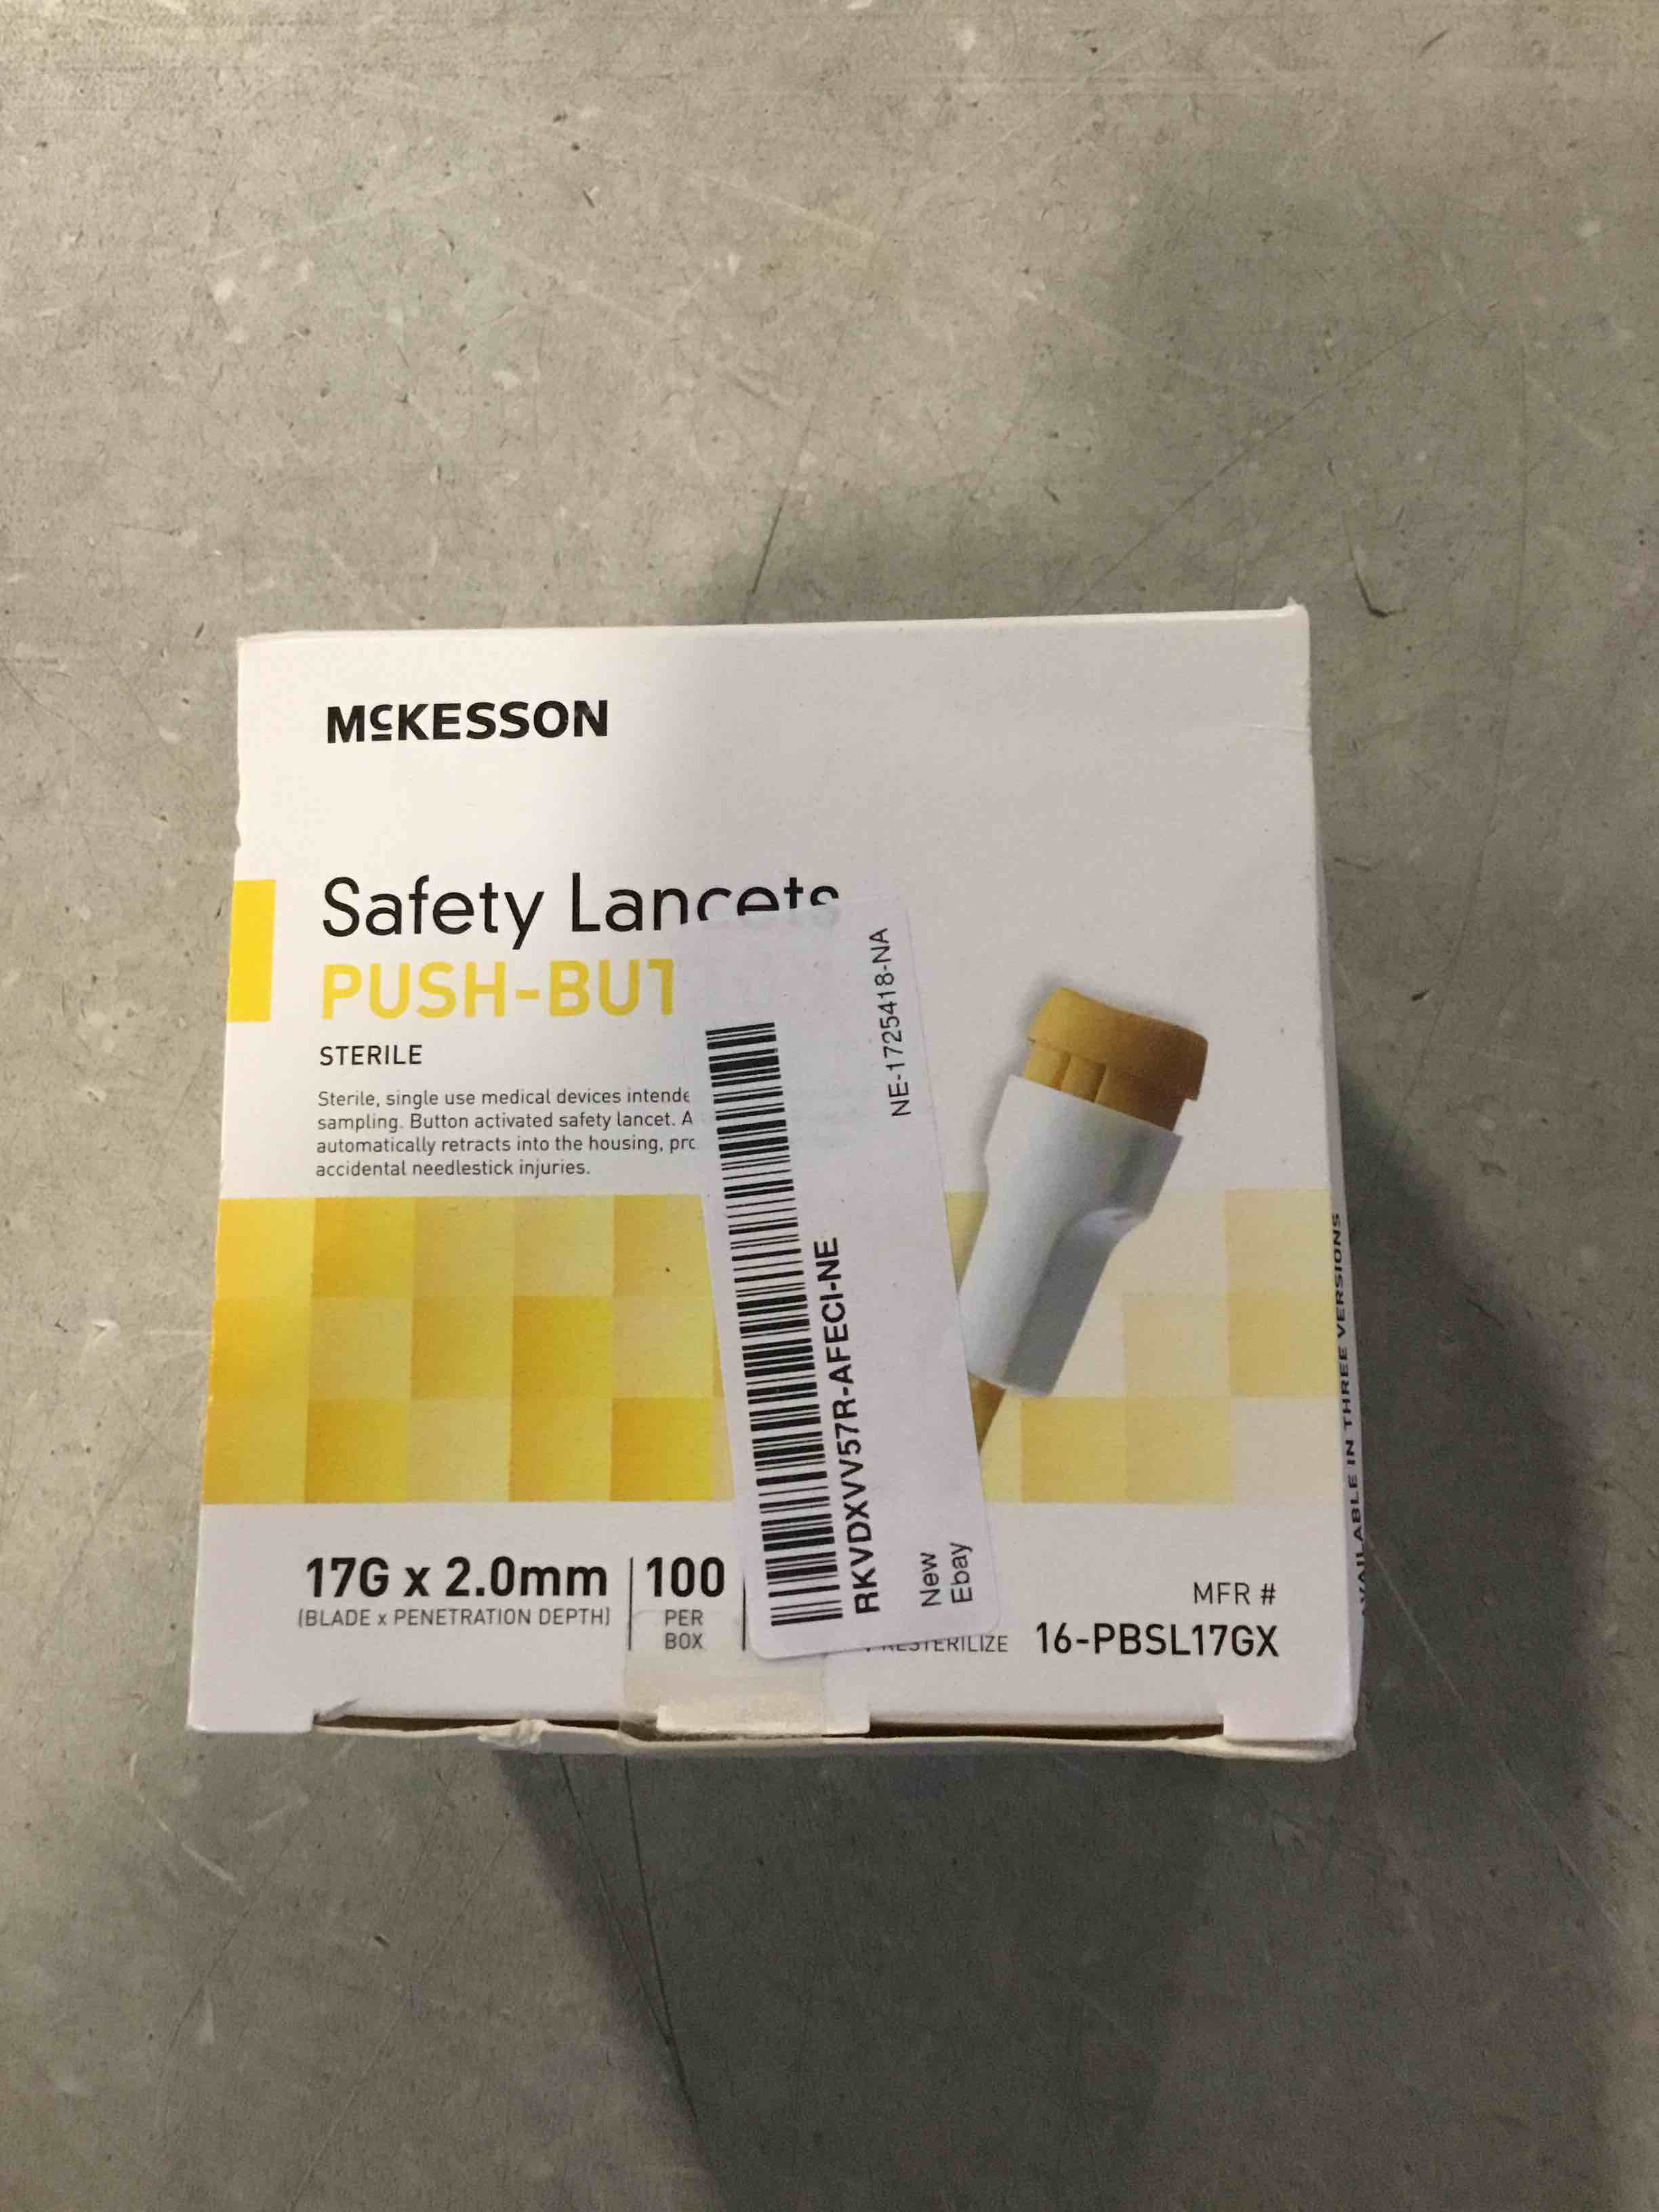 McKESSON
Safety Lancets
PUSH-BUT
STERILE
Sterile, single use medical devices intende
sampling. Button activated safety lancet. A
automatically retracts into the housing, pro
accidental needlestick injuries.
NE-1725418-NA
RKVDXVV57R-AFECI-NE
New
Ebay
17G x 2.0mm
(BLADE x PENETRATION DEPTH)
100
PER
BOX
RESTERILIZE
MFR #
16-PBSL17GX
AVAILABLE IN THREE VERSIONS